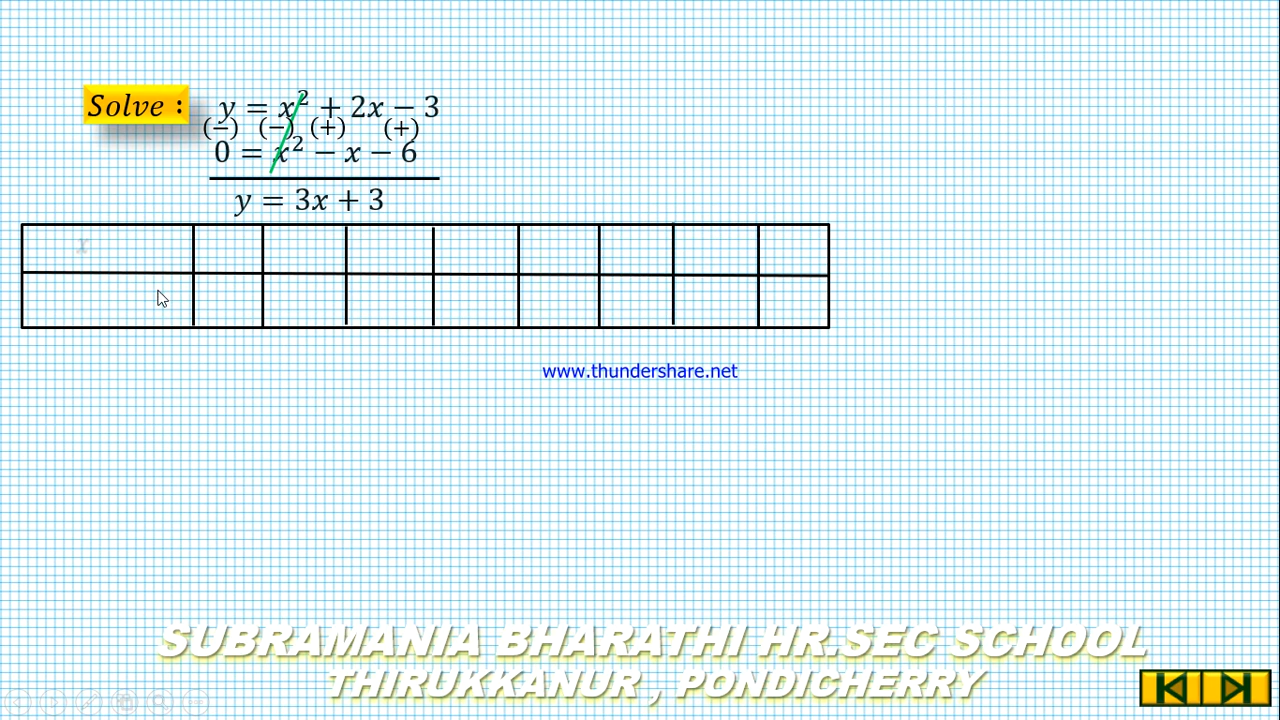 Solve : y = x² + 2x − 3
(−) (−) (+) (+)
0 = x² − x − 6
y = 3x + 3
x
www.thundershare.net
SUBRAMANIA BHARATHI HR.SEC SCHOOL
THIRUKKANUR , PONDICHERRY